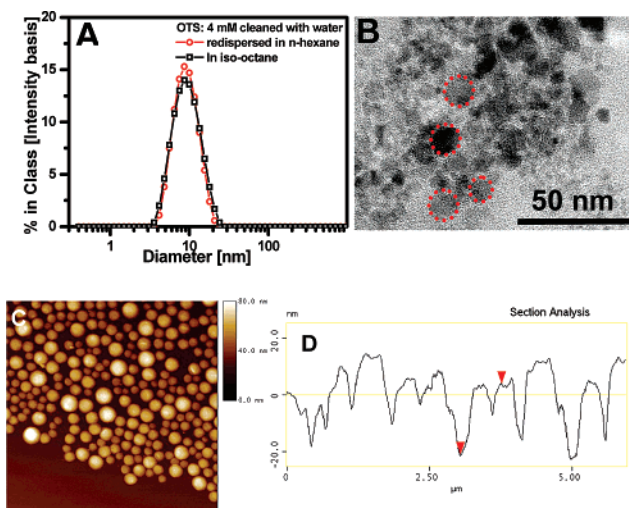 A
OTS: 4 mM cleaned with water
redispersed in n-hexane
In iso-octane
% in Class [Intensity basis]
20
15
10
5
0
1
10
100
Diameter [nm]
B
50 nm
C
80.0 nm
40.0 nm
0.0 nm
nm
Section Analysis
D
20.0
0
-20.0
0
2.50
5.00
µm